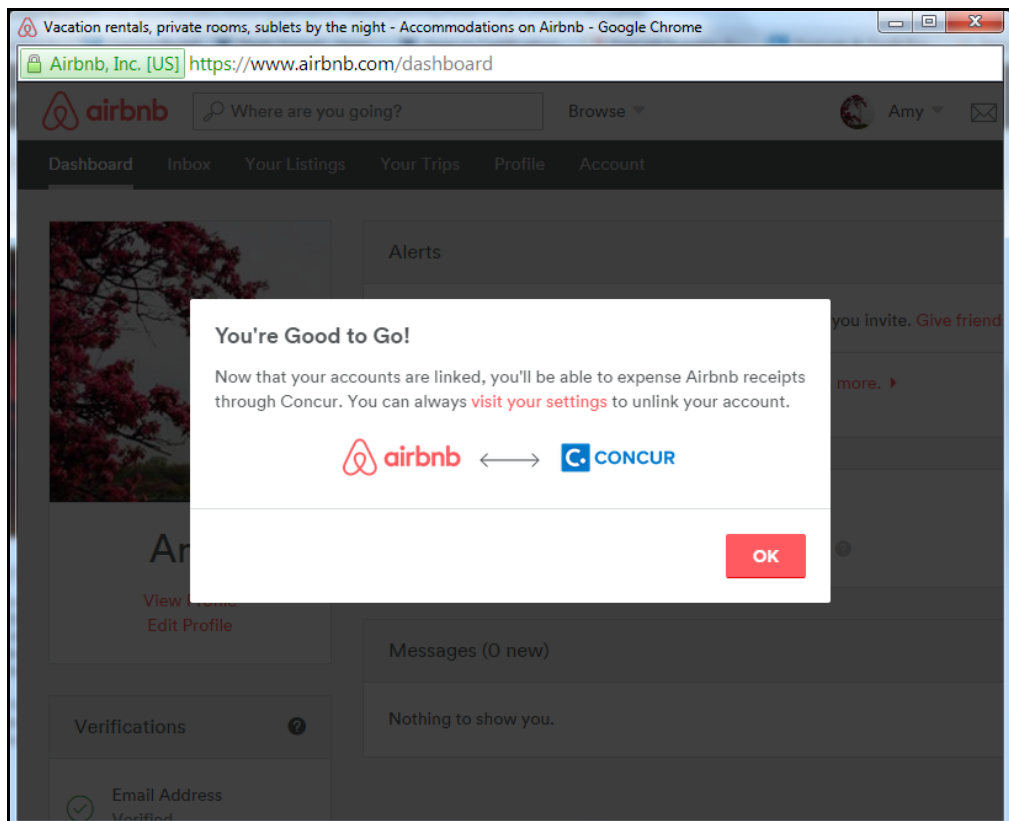 Vacation rentals, private rooms, sublets by the night - Accommodations on Airbnb - Google Chrome
Airbnb, Inc. [US] https://www.airbnb.com/dashboard
airbnb Where are you going? Browse Amy
Dashboard Inbox Your Listings Your Trips Profile Account
Alerts
you invite. Give friend
more.
You're Good to Go!
Now that your accounts are linked, you'll be able to expense Airbnb receipts
through Concur. You can always visit your settings to unlink your account.
airbnb C. CONCUR
OK
View Profile
Edit Profile
Messages (0 new)
Nothing to show you.
Verifications ?
Email Address
Verified